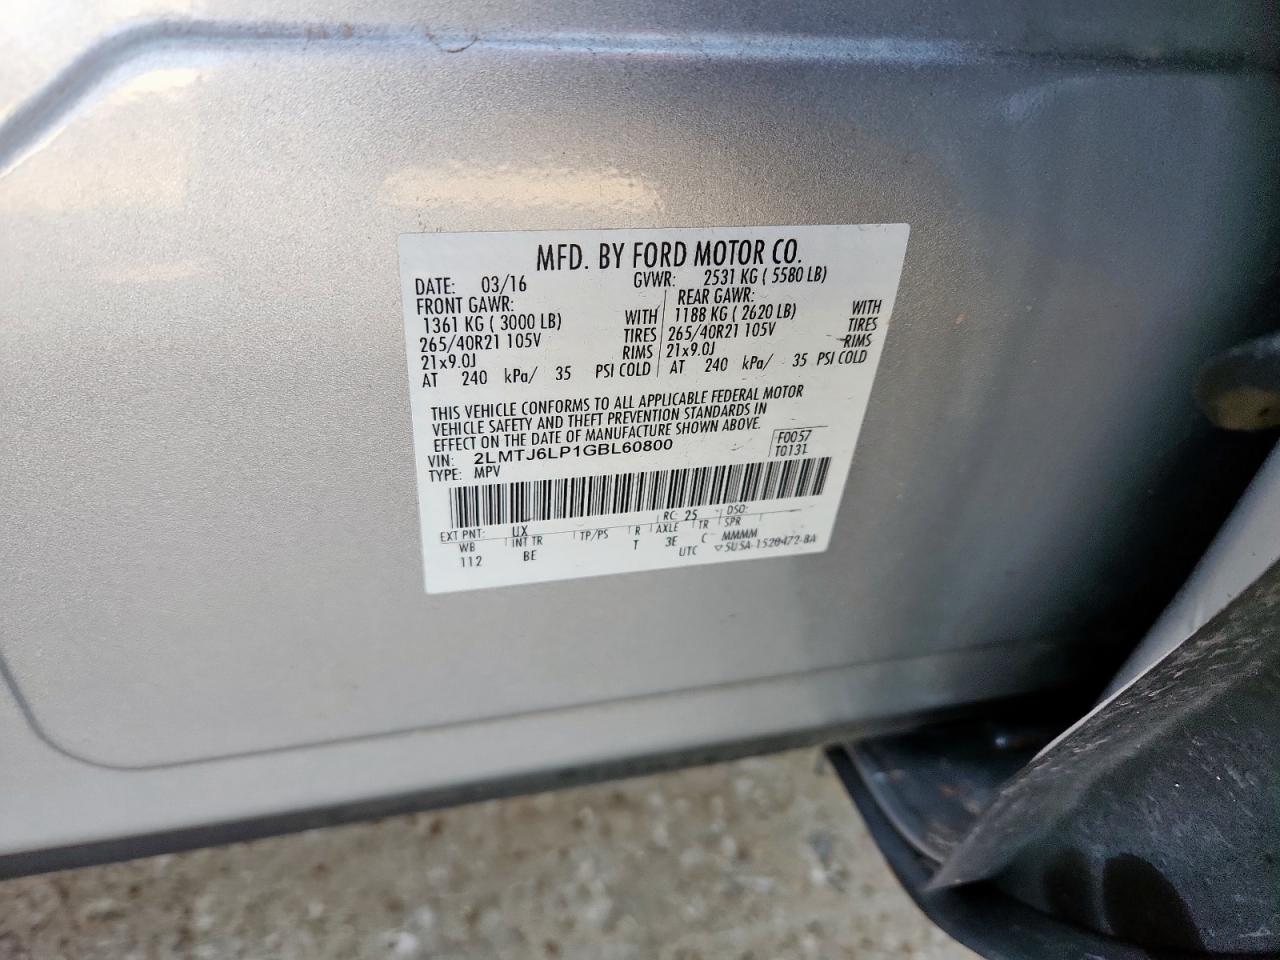 MFD. BY FORD MOTOR CO.
DATE: 03/16 GVWR: 2531 KG ( 5580 LB)
FRONT GAWR: REAR GAWR:
1361 KG ( 3000 LB) WITH 1188 KG ( 2620 LB) WITH
265/40R21 105V TIRES 265/40R21 105V TIRES
21x9.0J RIMS 21x9.0J RIMS
AT 240 kPa/ 35 PSI COLD AT 240 kPa/ 35 PSI COLD
THIS VEHICLE CONFORMS TO ALL APPLICABLE FEDERAL MOTOR
VEHICLE SAFETY AND THEFT PREVENTION STANDARDS IN
EFFECT ON THE DATE OF MANUFACTURE SHOWN ABOVE.
VIN: 2LMTJ6LP1GBL60800 F0057
TYPE: MPV T0131
EXT PNT: UX RC: 25 DSO:
WB INT TR TP/PS R AXLE TR SPR
112 BE T 3E C MMMM
UTC ▽5USA-1520472-BA